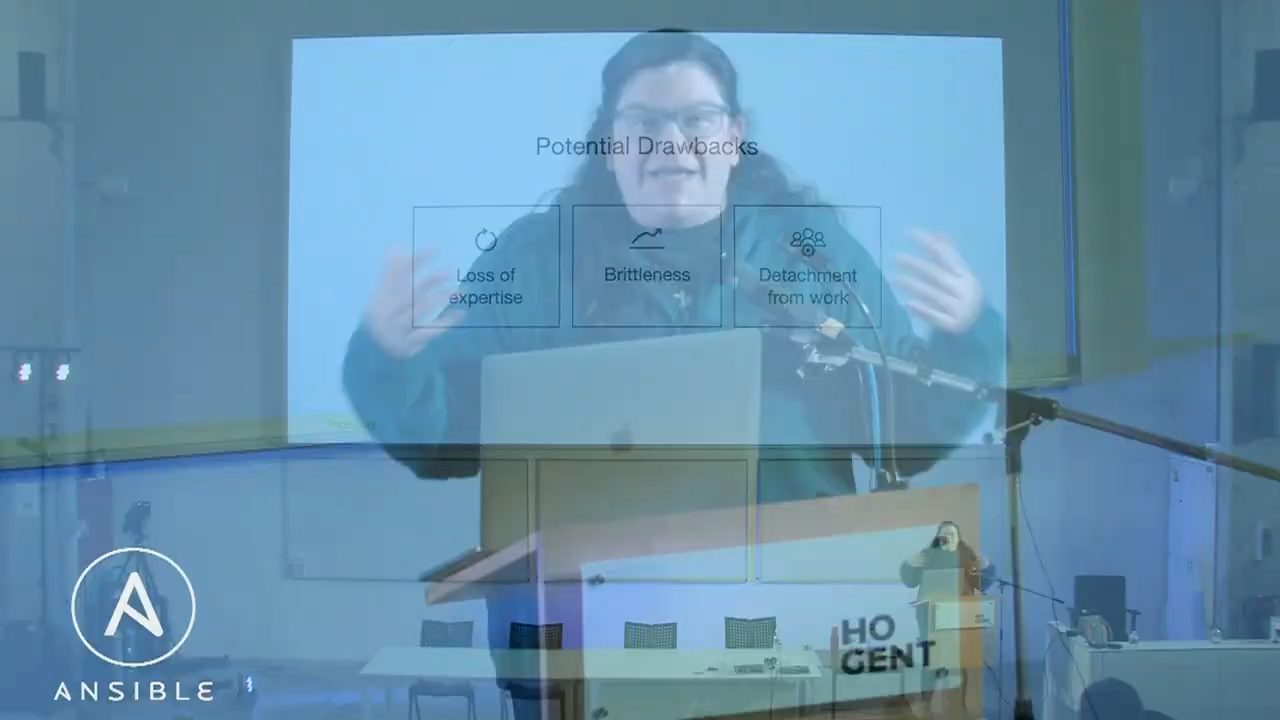 Potential Drawbacks
Loss of
expertise
Brittleness
Detachment
from work
HO
GENT
ANSIBLE